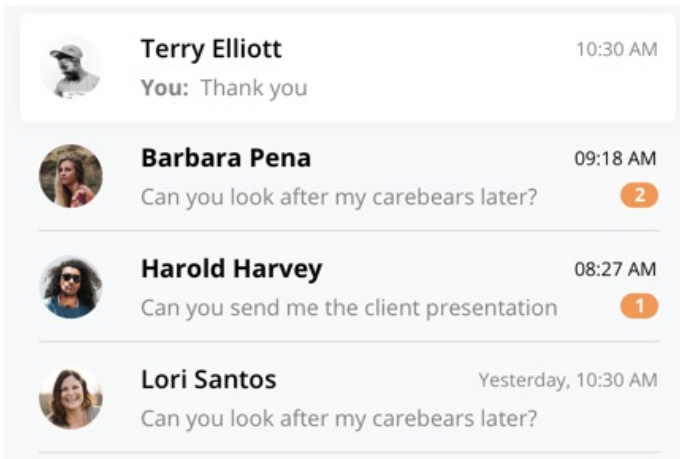 Terry Elliott 10:30 AM
You: Thank you
Barbara Pena 09:18 AM
Can you look after my carebears later? 2
Harold Harvey 08:27 AM
Can you send me the client presentation 1
Lori Santos Yesterday, 10:30 AM
Can you look after my carebears later?